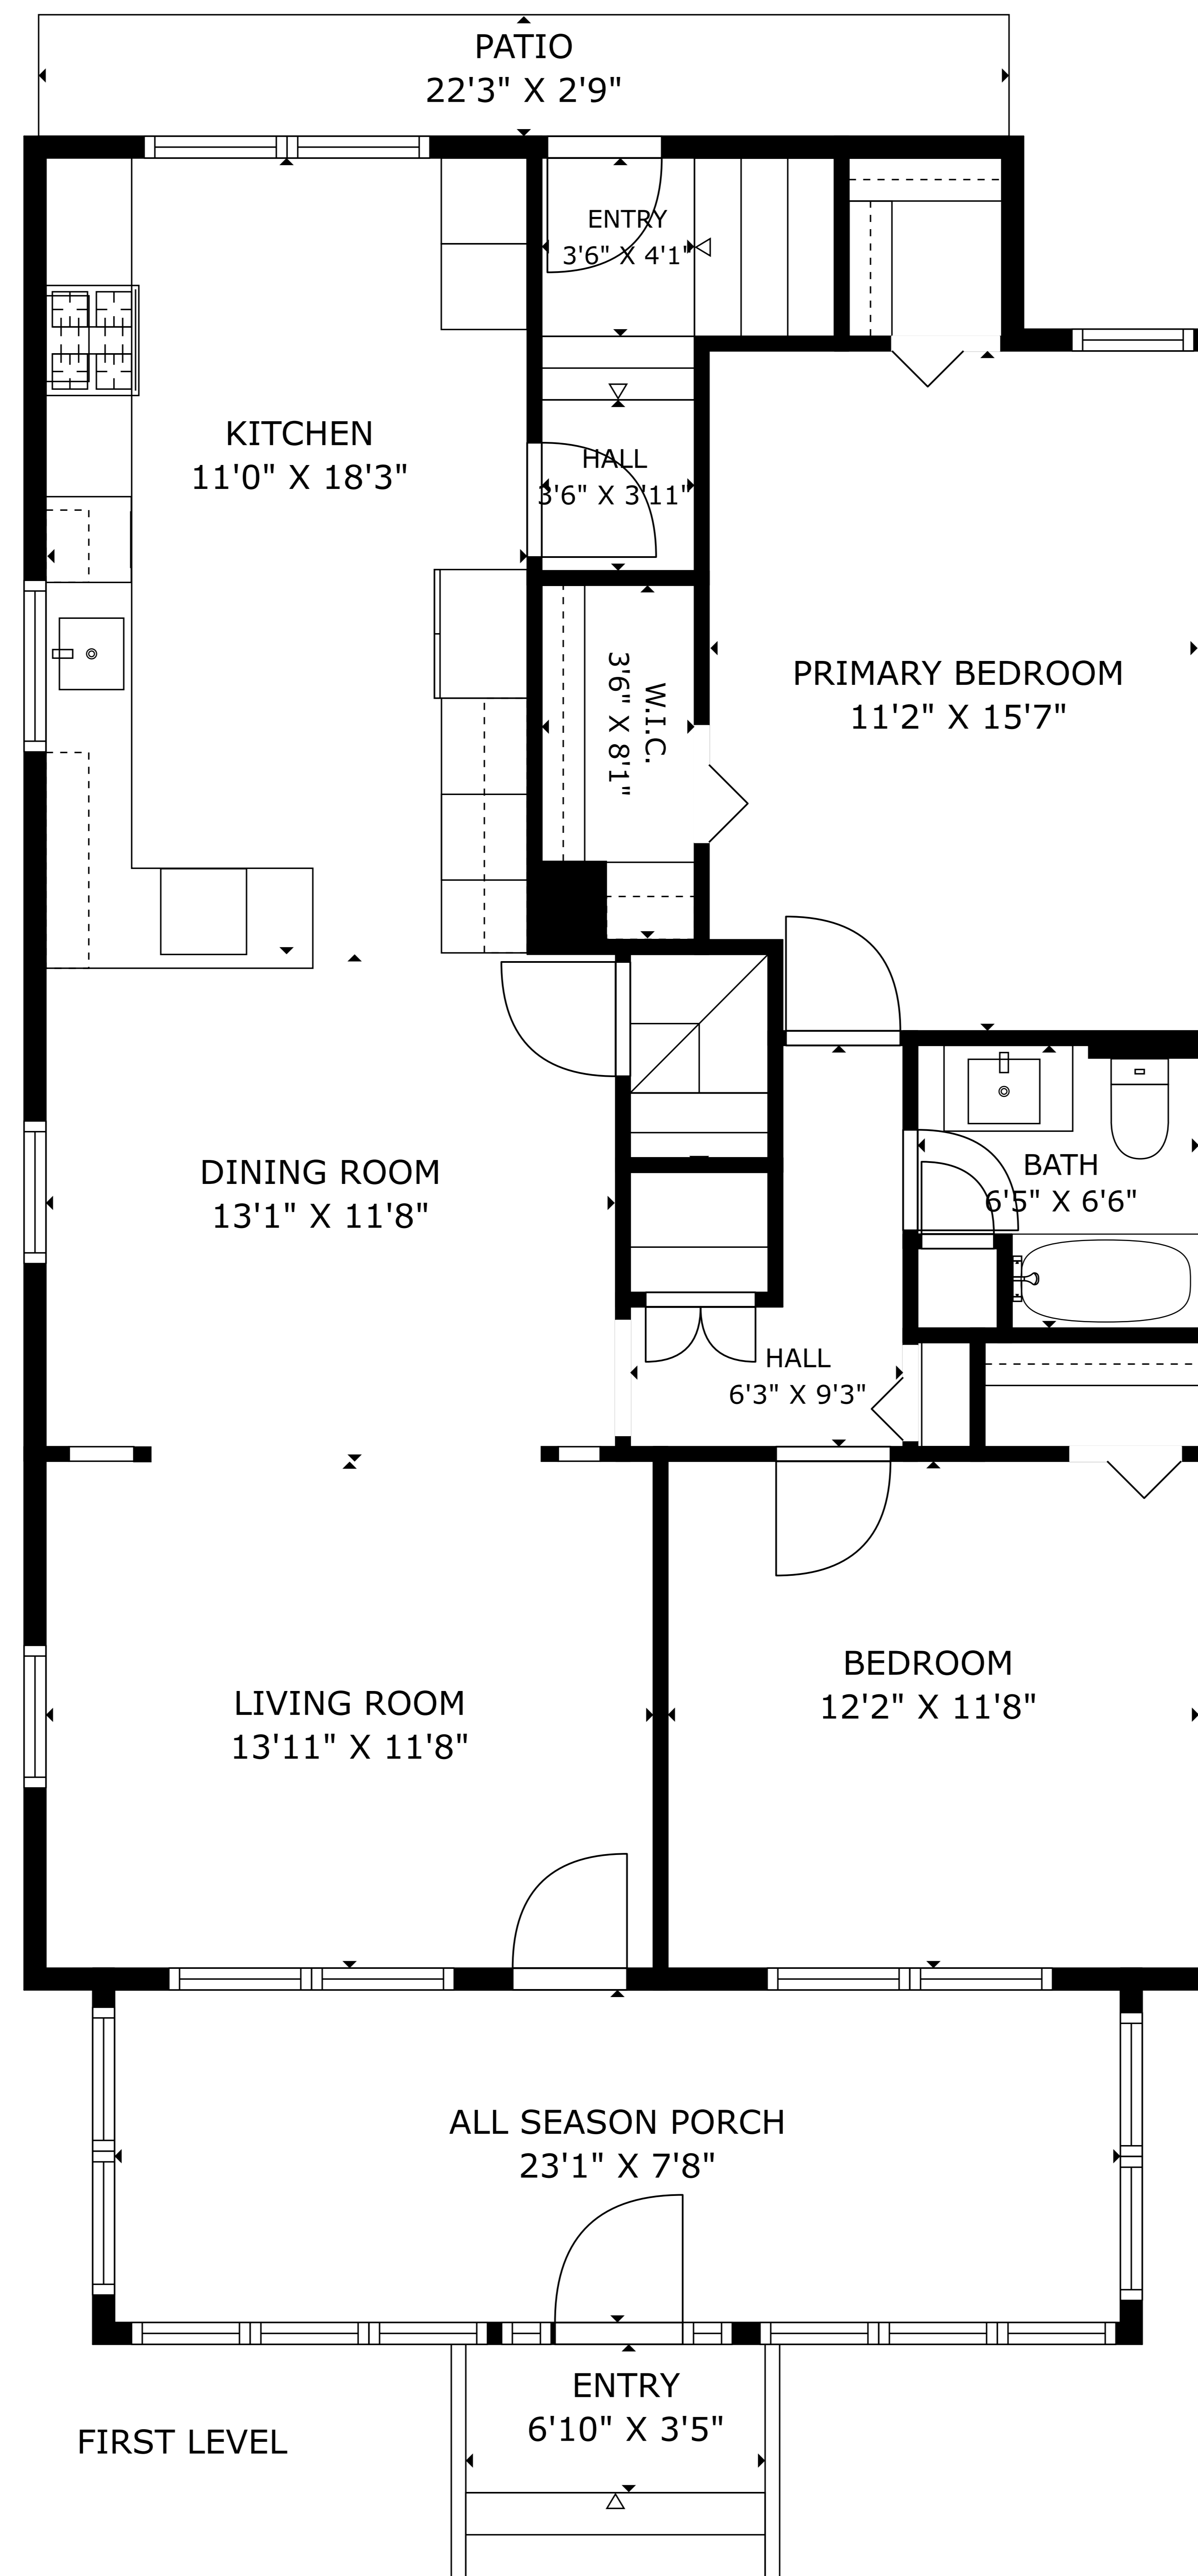 PATIO
22'3" X 2'9"
ENTRY
3'6" X 4'1"
KITCHEN
11'0" X 18'3"
HALL
3'6" X 3'11"
W.I.C.
3'6" X 8'1"
PRIMARY BEDROOM
11'2" X 15'7"
DINING ROOM
13'1" X 11'8"
BATH
6'5" X 6'6"
HALL
6'3" X 9'3"
LIVING ROOM
13'11" X 11'8"
BEDROOM
12'2" X 11'8"
ALL SEASON PORCH
23'1" X 7'8"
ENTRY
6'10" X 3'5"
FIRST LEVEL